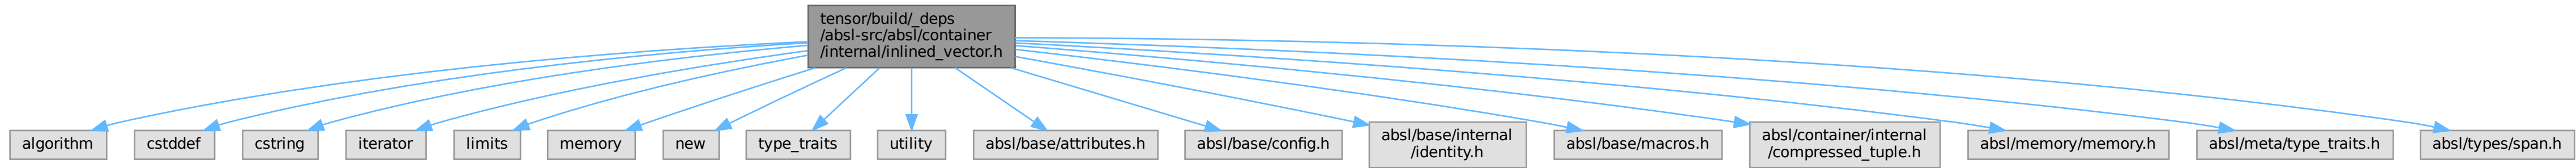 tensor/build/_deps
/absl-src/absl/container
/internal/inlined_vector.h
algorithm
cstddef
cstring
iterator
limits
memory
new
type_traits
utility
absl/base/attributes.h
absl/base/config.h
absl/base/internal
/identity.h
absl/base/macros.h
absl/container/internal
/compressed_tuple.h
absl/memory/memory.h
absl/meta/type_traits.h
absl/types/span.h